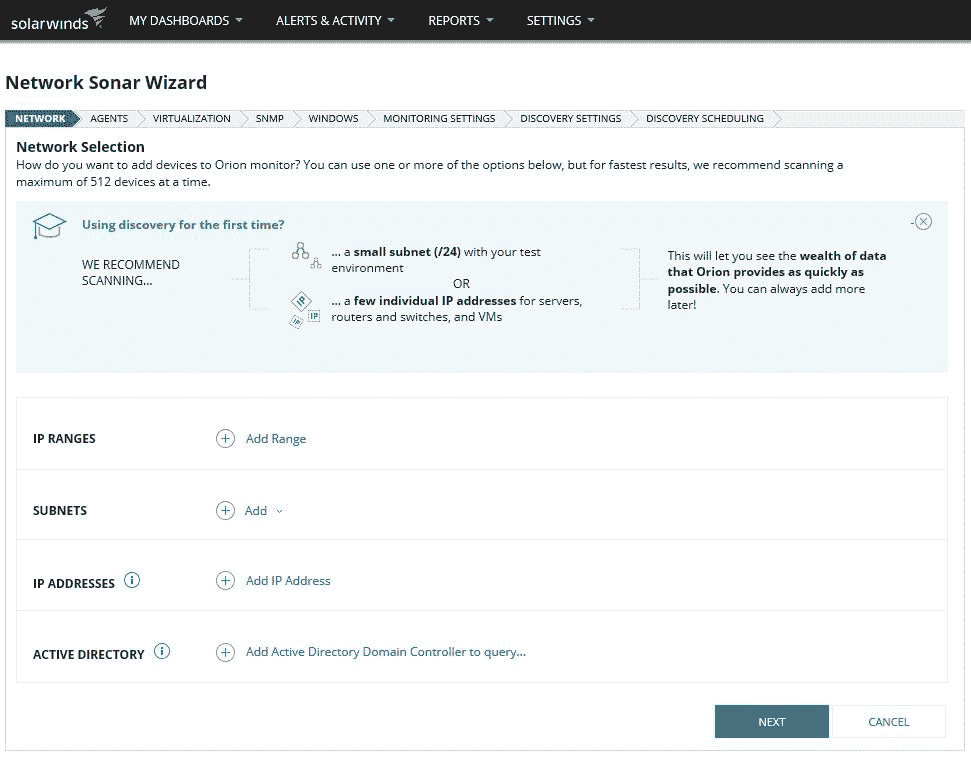 solarwinds MY DASHBOARDS ALERTS & ACTIVITY REPORTS SETTINGS
Network Sonar Wizard
NETWORK AGENTS VIRTUALIZATION SNMP WINDOWS MONITORING SETTINGS DISCOVERY SETTINGS DISCOVERY SCHEDULING
Network Selection
How do you want to add devices to Orion monitor? You can use one or more of the options below, but for fastest results, we recommend scanning a
maximum of 512 devices at a time.
Using discovery for the first time?
WE RECOMMEND
SCANNING...
... a small subnet (/24) with your test
environment
OR
IP
IP
IP
... a few individual IP addresses for servers,
routers and switches, and VMs
This will let you see the wealth of data
that Orion provides as quickly as
possible. You can always add more
later!
IP RANGES Add Range
SUBNETS Add
IP ADDRESSES i Add IP Address
ACTIVE DIRECTORY i Add Active Directory Domain Controller to query...
NEXT CANCEL